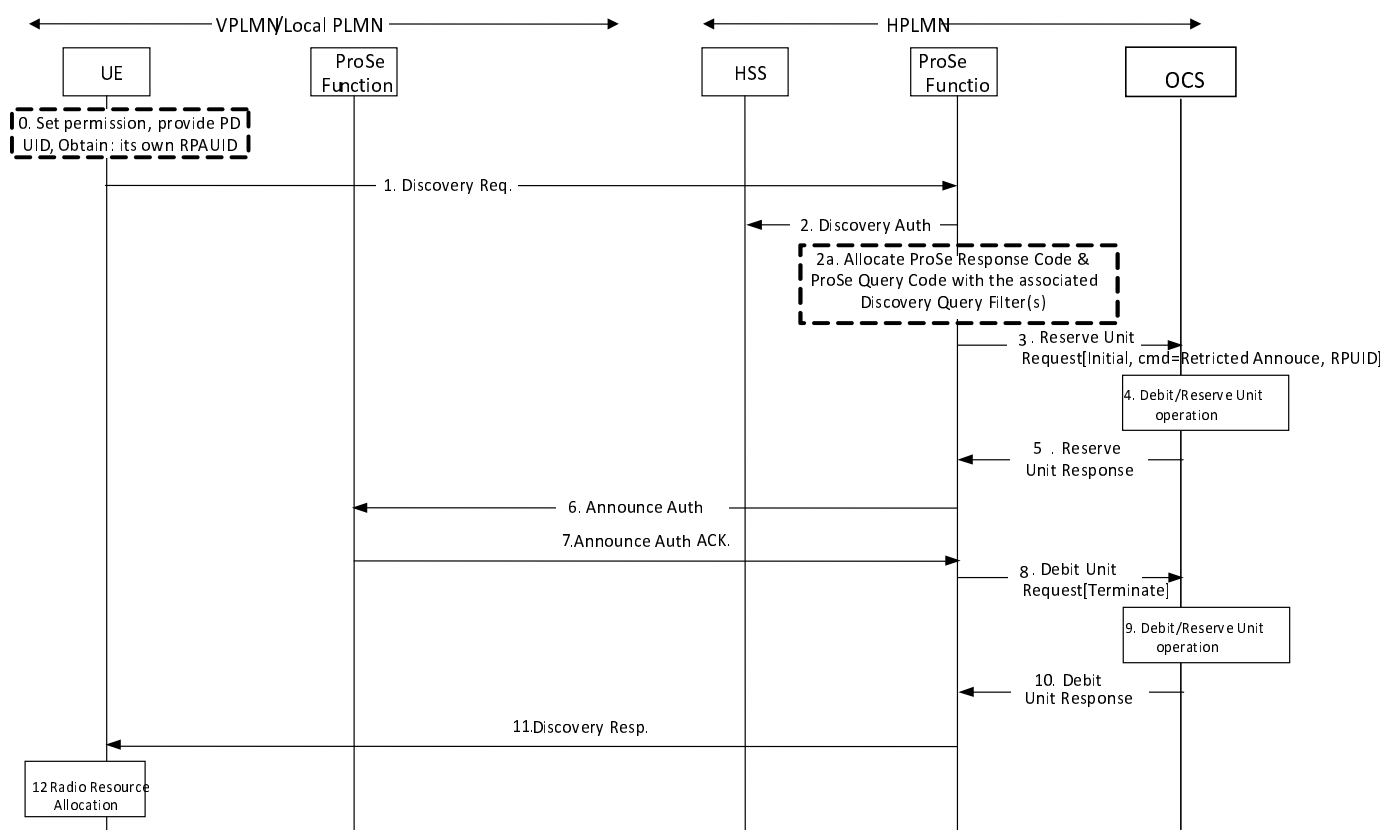 VPLMN/Local PLMN
HPLMN
UE
ProSe
Function
HSS
ProSe
Functio
OCS
0. Set permission, provide PD
UID, Obtain: its own RPAUID
1. Discovery Req.
2. Discovery Auth
2a. Allocate ProSe Response Code &
ProSe Query Code with the associated
Discovery Query Filter(s)
3. Reserve Unit
Request[Initial, cmd=Retricted Annouce, RPUID]
4. Debit/Reserve Unit
operation
5 . Reserve
Unit Response
6. Announce Auth
7.Announce Auth ACK.
8. Debit Unit
Request[Terminate]
9. Debit/Reserve Unit
operation
10. Debit
Unit Response
11.Discovery Resp.
12 Radio Resource
Allocation